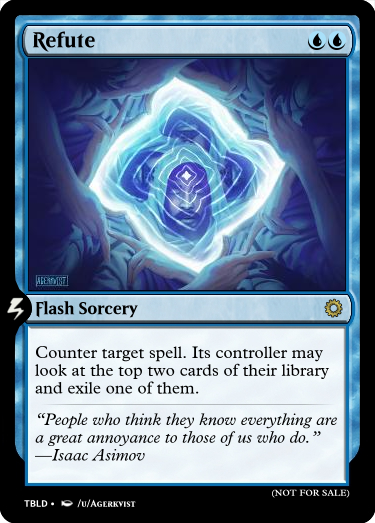 Refute
AGERKVIST
Flash Sorcery
Counter target spell. Its controller may
look at the top two cards of their library
and exile one of them.
“People who think they know everything are
a great annoyance to those of us who do.”
—Isaac Asimov
(NOT FOR SALE)
TBLD • /u/Agerkvist